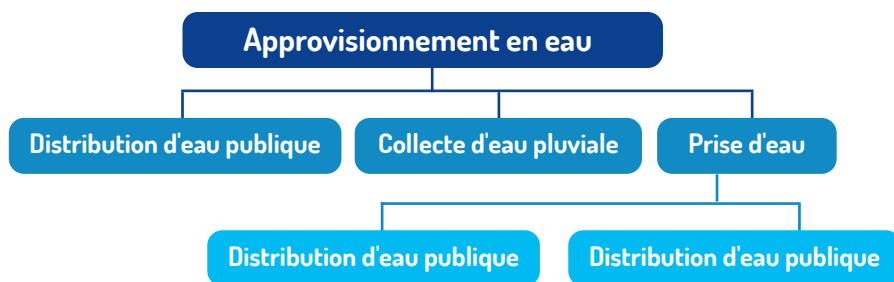 Approvisionnement en eau
Distribution d'eau publique
Collecte d'eau pluviale
Prise d'eau
Distribution d'eau publique
Distribution d'eau publique